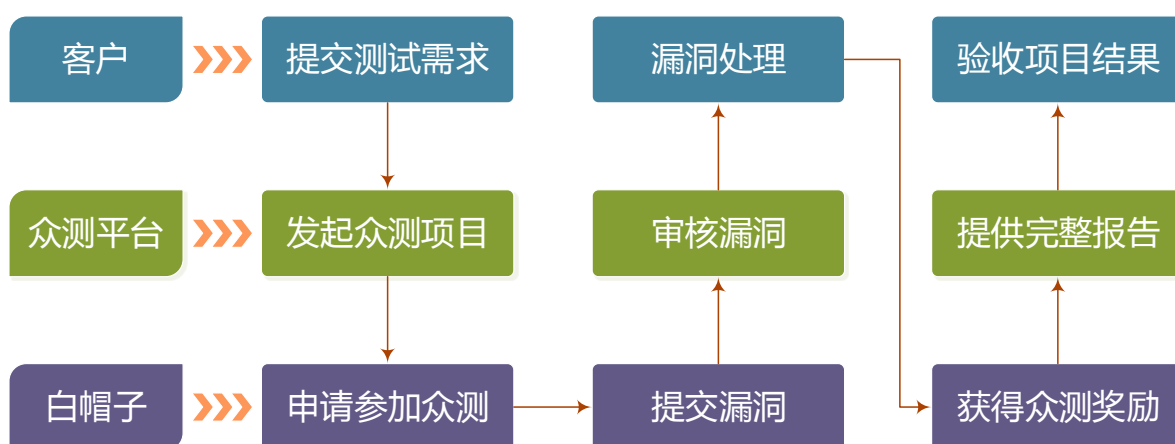 客户
提交测试需求
漏洞处理
验收项目结果
众测平台
发起众测项目
审核漏洞
提供完整报告
白帽子
申请参加众测
提交漏洞
获得众测奖励